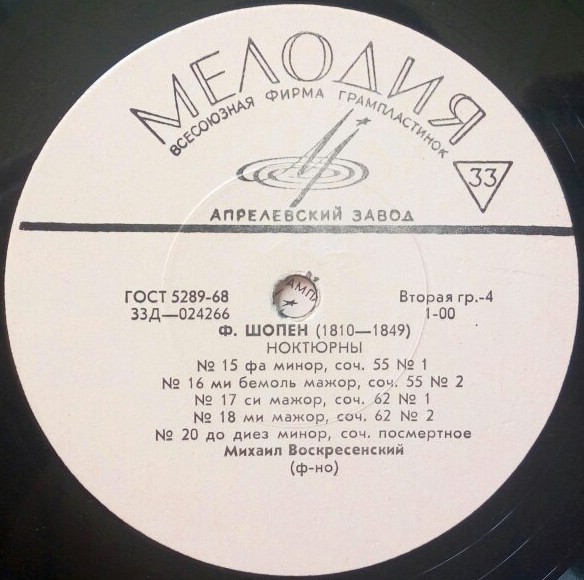 МЕЛОДИЯ
ВСЕСОЮЗНАЯ ФИРМА ГРАМПЛАСТИНОК
33
АПРЕЛЕВСКИЙ ЗАВОД
ГОСТ 5289-68
Вторая гр.-4
33Д—024266
1-00
Ф. ШОПЕН (1810—1849)
НОКТЮРНЫ
№ 15 фа минор, соч. 55 № 1
№ 16 ми бемоль мажор, соч. 55 № 2
№ 17 си мажор, соч. 62 № 1
№ 18 ми мажор, соч. 62 № 2
№ 20 до диез минор, соч. посмертное
Михаил Воскресенский
(ф-но)